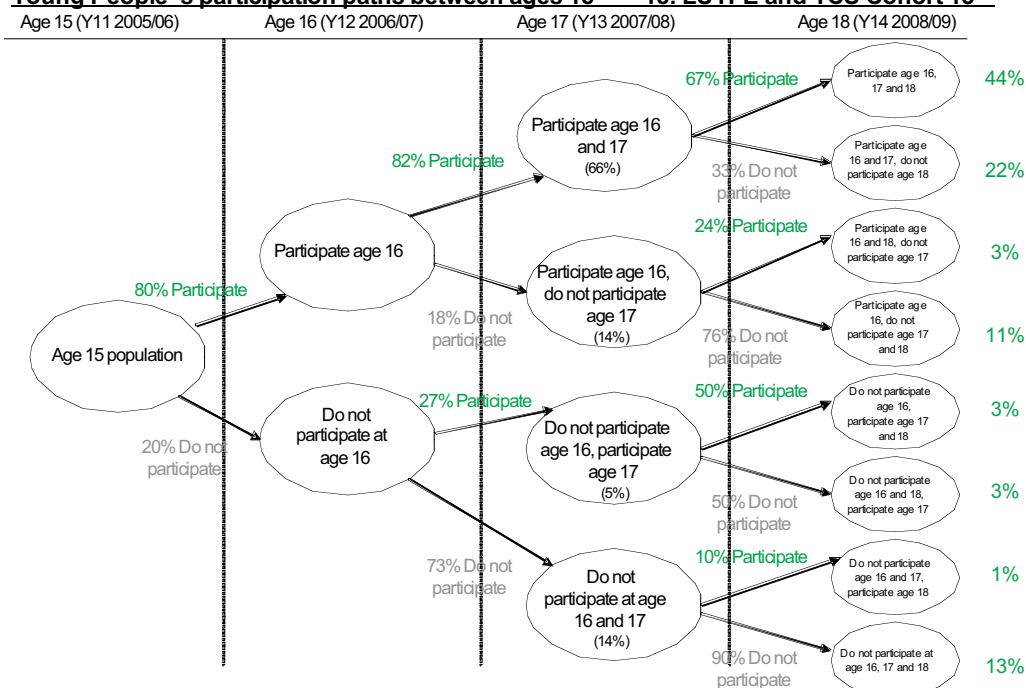 Age 15 (Y11 2005/06)
Age 16 (Y12 2006/07)
Age 17 (Y13 2007/08)
Age 18 (Y14 2008/09)
Age 15 population
80% Participate
20% Do not
participate
Participate age 16
Do not
participate at
age 16
82% Participate
18% Do not
participate
27% Participate
73% Do not
participate
Participate age 16
and 17
(66%)
Participate age 16,
do not participate
age 17
(14%)
Do not participate
age 16, participate
age 17
(5%)
Do not
participate at age
16 and 17
(14%)
67% Participate
33% Do not
participate
24% Participate
76% Do not
participate
50% Participate
50% Do not
participate
10% Participate
90% Do not
participate
Participate age 16,
17 and 18
44%
Participate age
16 and 17, do not
participate age 18
22%
Participate age
16 and 18, do not
participate age 17
3%
Participate age
16, do not
participate age 17
and 18
11%
Do not participate
age 16,
participate age 17
and 18
3%
Do not participate
age 16 and 18,
participate age 17
3%
Do not participate
age 16 and 17,
participate age 18
1%
Do not participate at
age 16, 17 and 18
13%